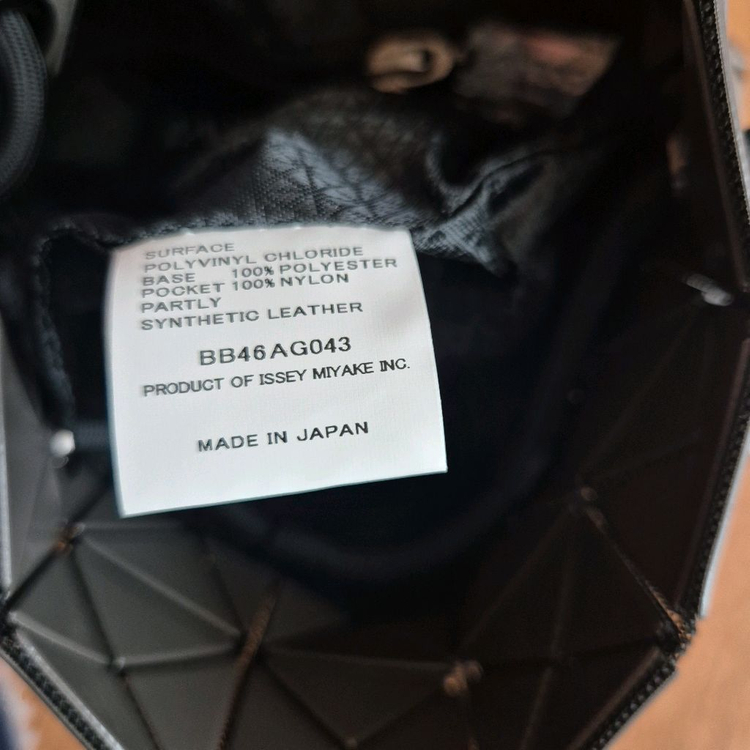 SURFACE
POLYVINYL CHLORIDE
BASE 100% POLYESTER
POCKET 100% NYLON
PARTLY
SYNTHETIC LEATHER
BB46AG043
PRODUCT OF ISSEY MIYAKE INC.
MADE IN JAPAN